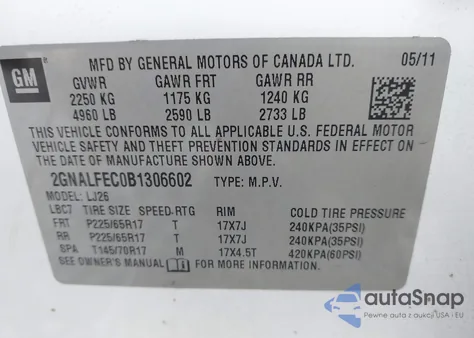 GM
MFD BY GENERAL MOTORS OF CANADA LTD. 05/11
GVWR GAWR FRT GAWR RR
2250 KG 1175 KG 1240 KG
4960 LB 2590 LB 2733 LB
THIS VEHICLE CONFORMS TO ALL APPLICABLE U.S. FEDERAL MOTOR
VEHICLE SAFETY AND THEFT PREVENTION STANDARDS IN EFFECT
ON THE DATE OF MANUFACTURE SHOWN ABOVE.
2GNALFEC0B1306602 TYPE: M.P.V.
MODEL: LJ26
LBC7 TIRE SIZE SPEED-RTG RIM COLD TIRE PRESSURE
FRT P225/65R17 T 17X7J 240KPA(35PSI)
RR P225/65R17 T 17X7J 240KPA(35PSI)
SPA T145/70R17 M 17X4.5T 420KPA(60PSI)
SEE OWNER'S MANUAL FOR MORE INFORMATION.
autoSnap
Pewne auta z aukcji USA i EU